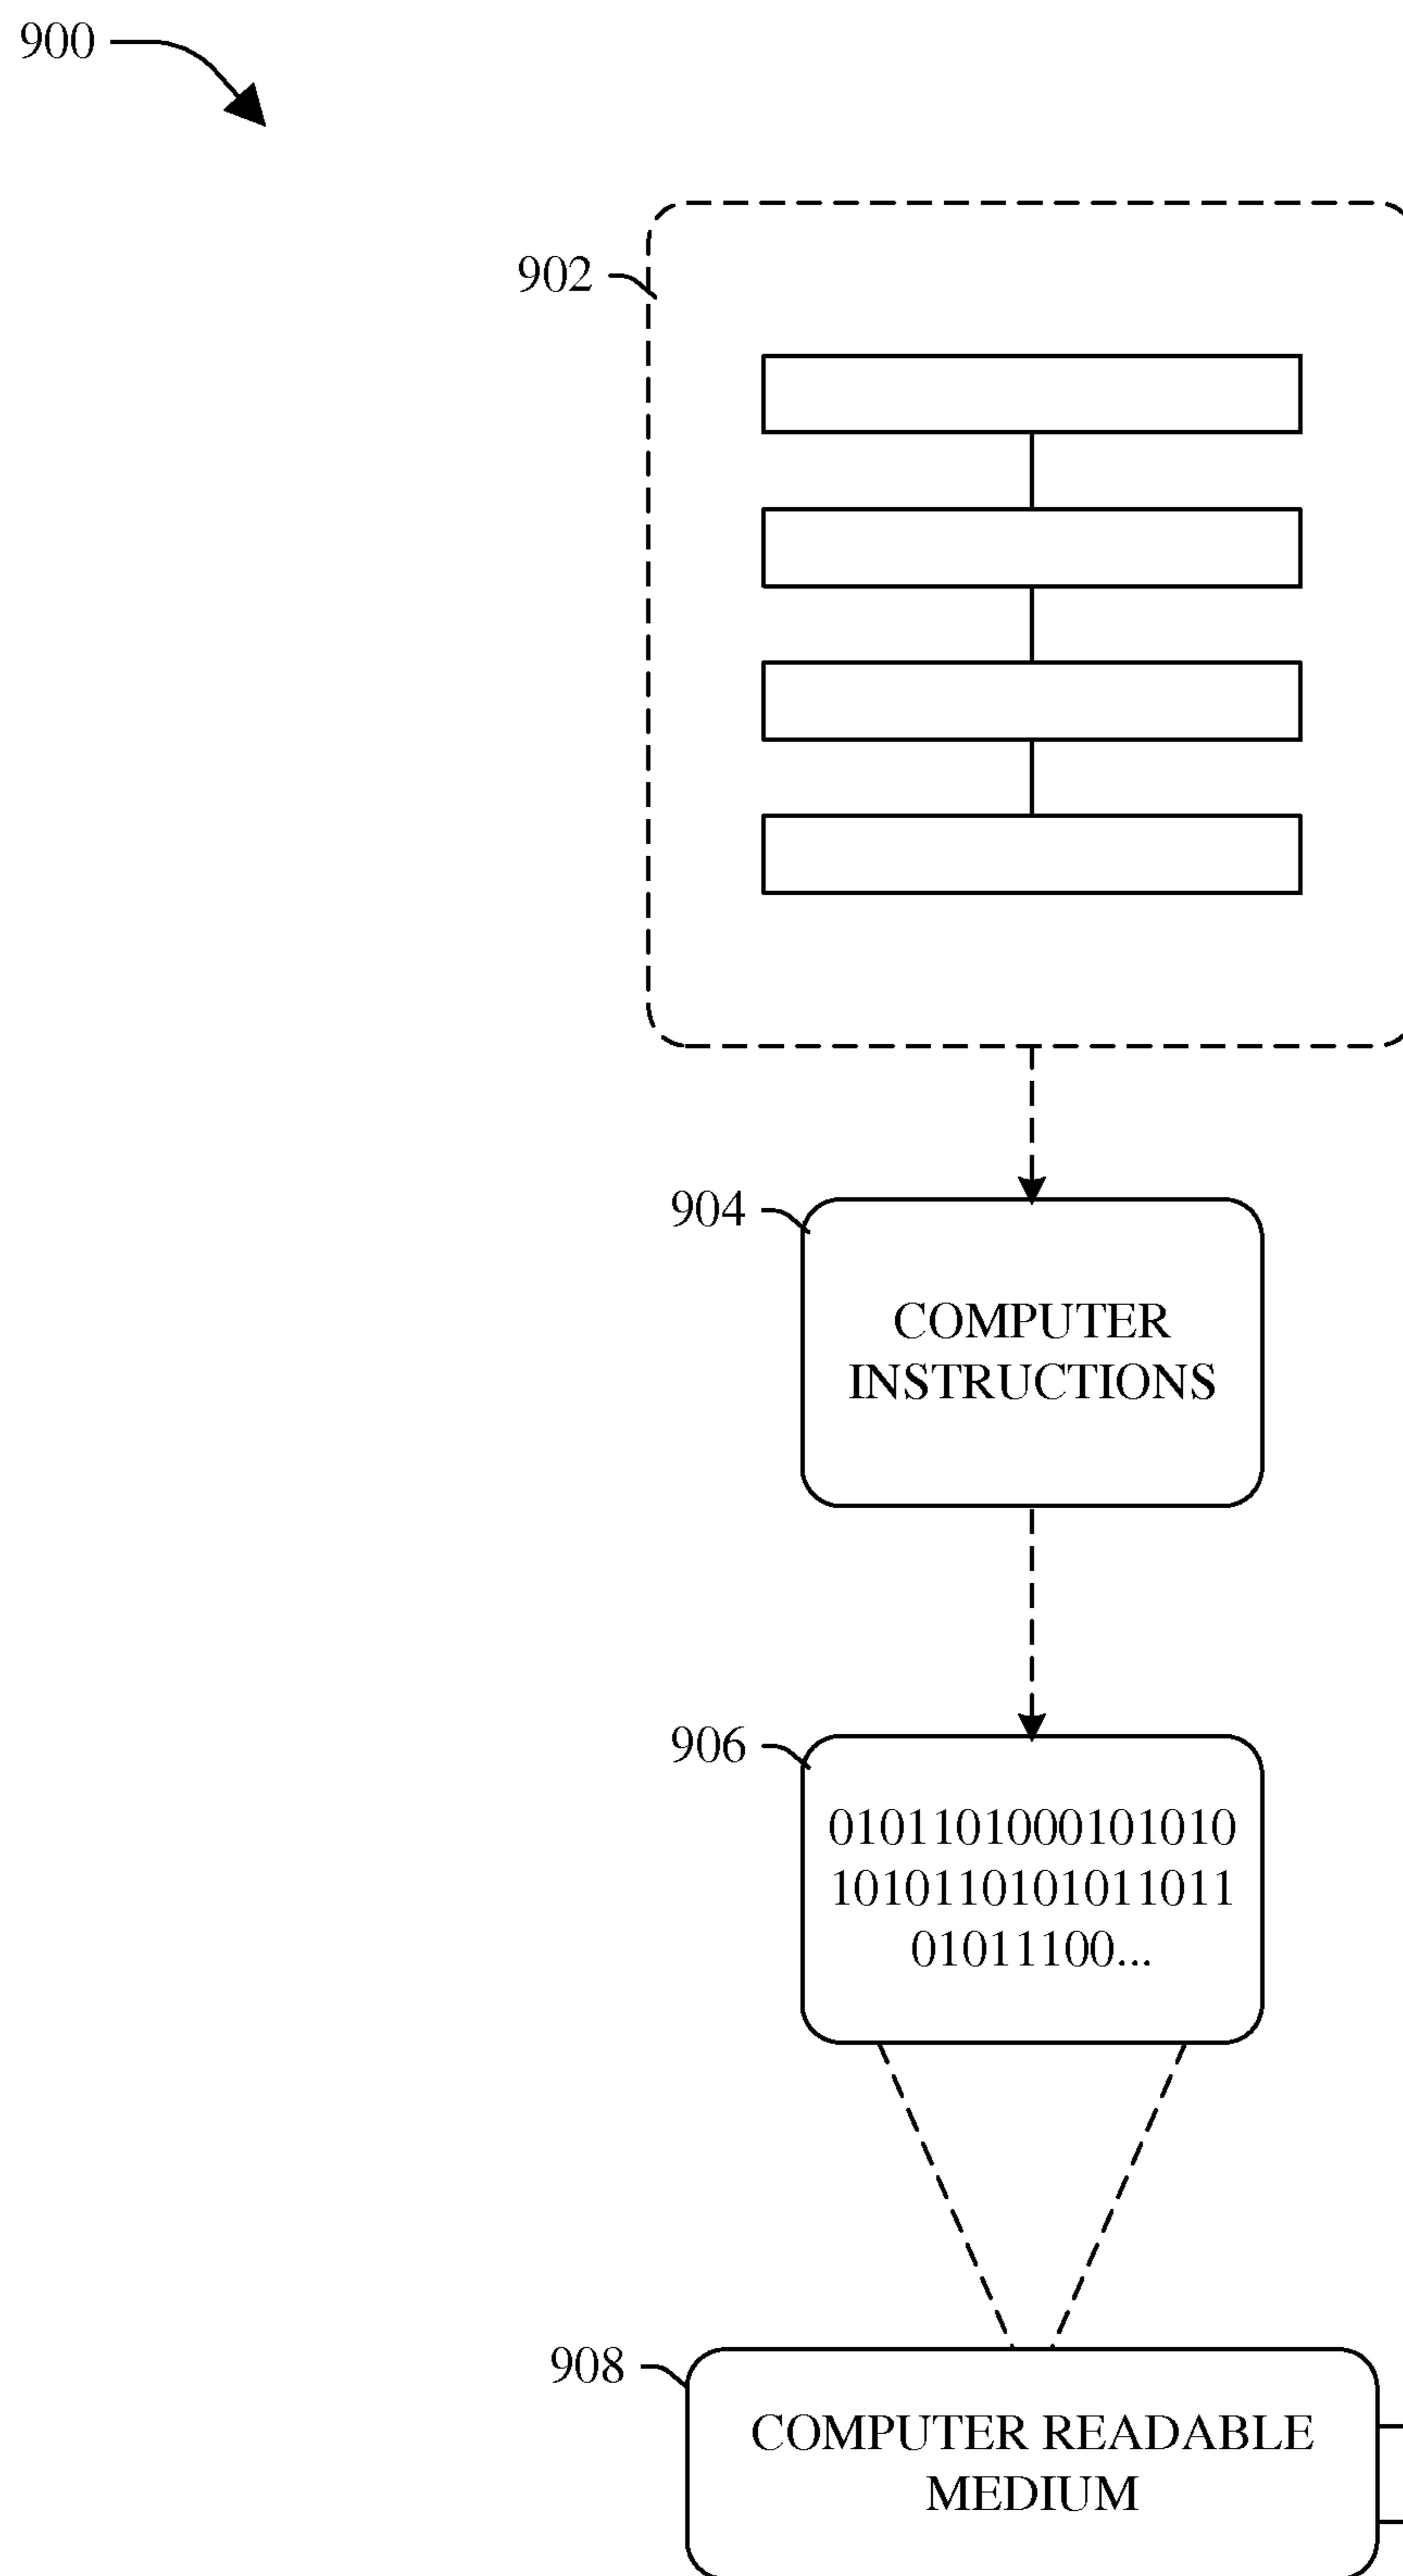 900
902
904
COMPUTER
INSTRUCTIONS
906
0101101000101010
1010110101011011
01011100...
908
COMPUTER READABLE
MEDIUM